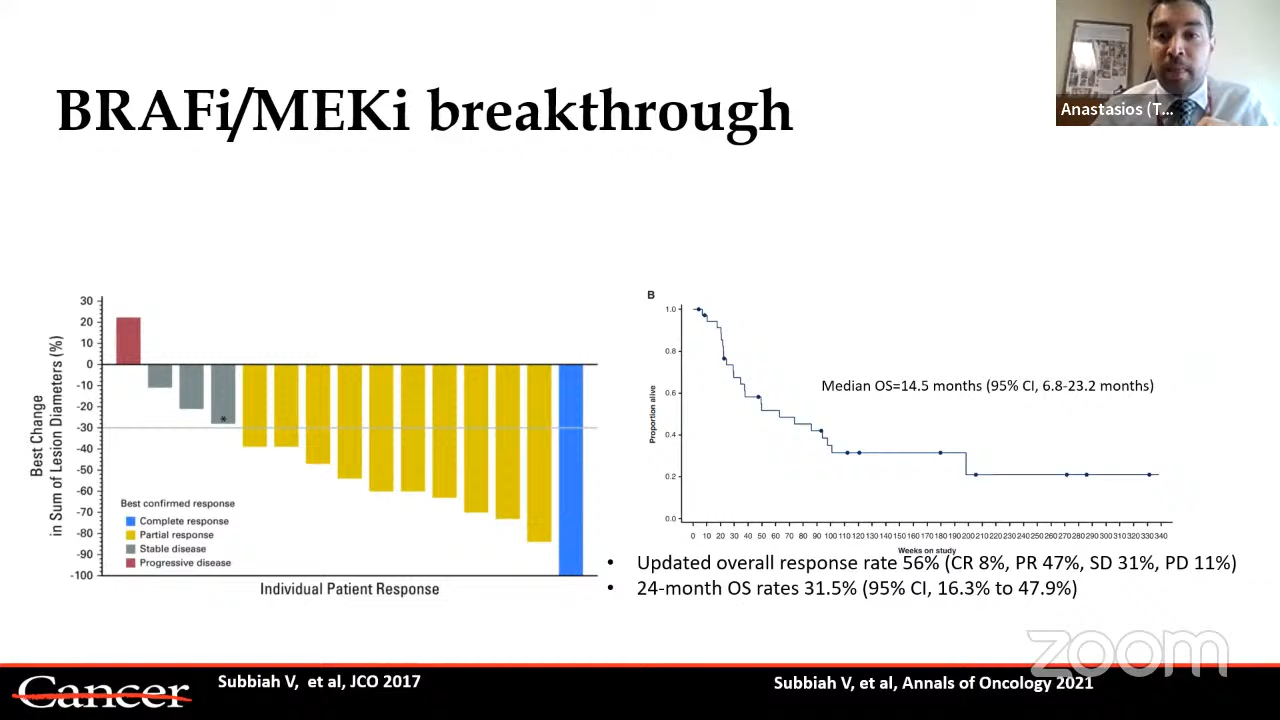 BRAFi/MEKi breakthrough
Anastasios (T...
30
20
10
0
-10
-20
-30
-40
-50
-60
-70
-80
-90
-100
Best Change
in Sum of Lesion Diameters (%)
*
Best confirmed response
Complete response
Partial response
Stable disease
Progressive disease
Individual Patient Response
B
1.0
0.8
0.6
0.4
0.2
0.0
Proportion alive
Median OS=14.5 months (95% CI, 6.8-23.2 months)
0 10 20 30 40 50 60 70 80 90 100 110 120 130 140 150 160 170 180 190 200 210 220 230 240 250 260 270 280 290 300 310 320 330 340
Weeks on study
• Updated overall response rate 56% (CR 8%, PR 47%, SD 31%, PD 11%)
• 24-month OS rates 31.5% (95% CI, 16.3% to 47.9%)
zoom
Cancer
Subbiah V, et al, JCO 2017
Subbiah V, et al, Annals of Oncology 2021